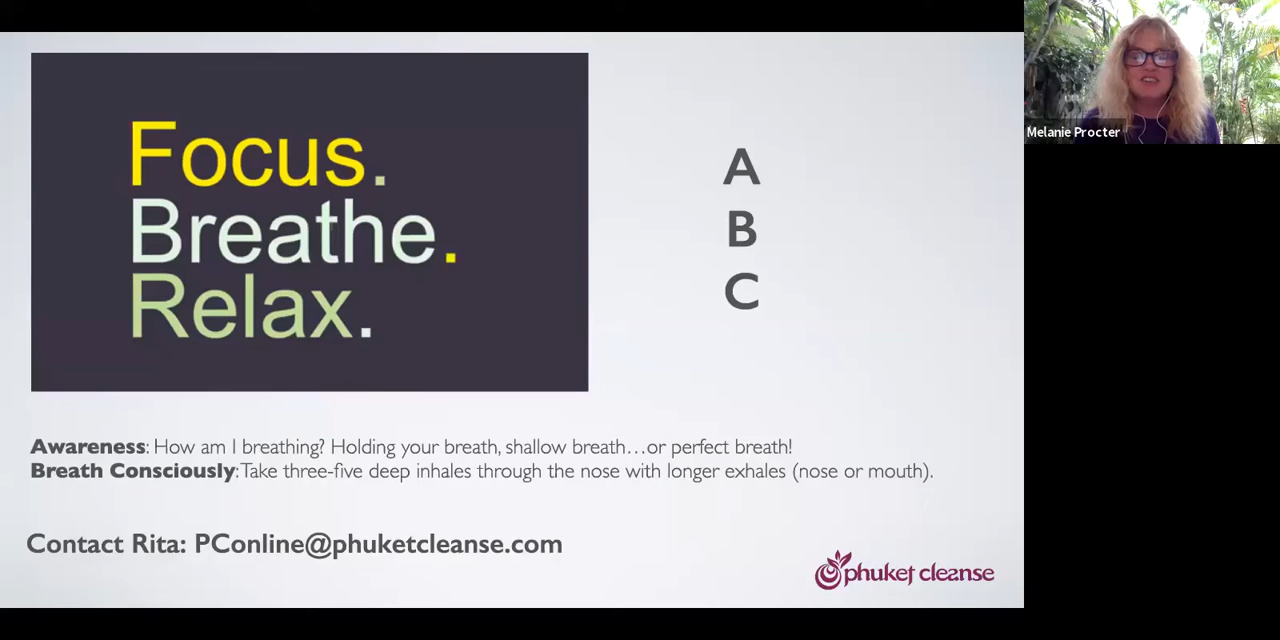 Focus.
Breathe.
Relax.
A
B
C
Melanie Procter
Awareness: How am I breathing? Holding your breath, shallow breath…or perfect breath!
Breath Consciously: Take three-five deep inhales through the nose with longer exhales (nose or mouth).
Contact Rita: PConline@phuketcleanse.com
phuket cleanse